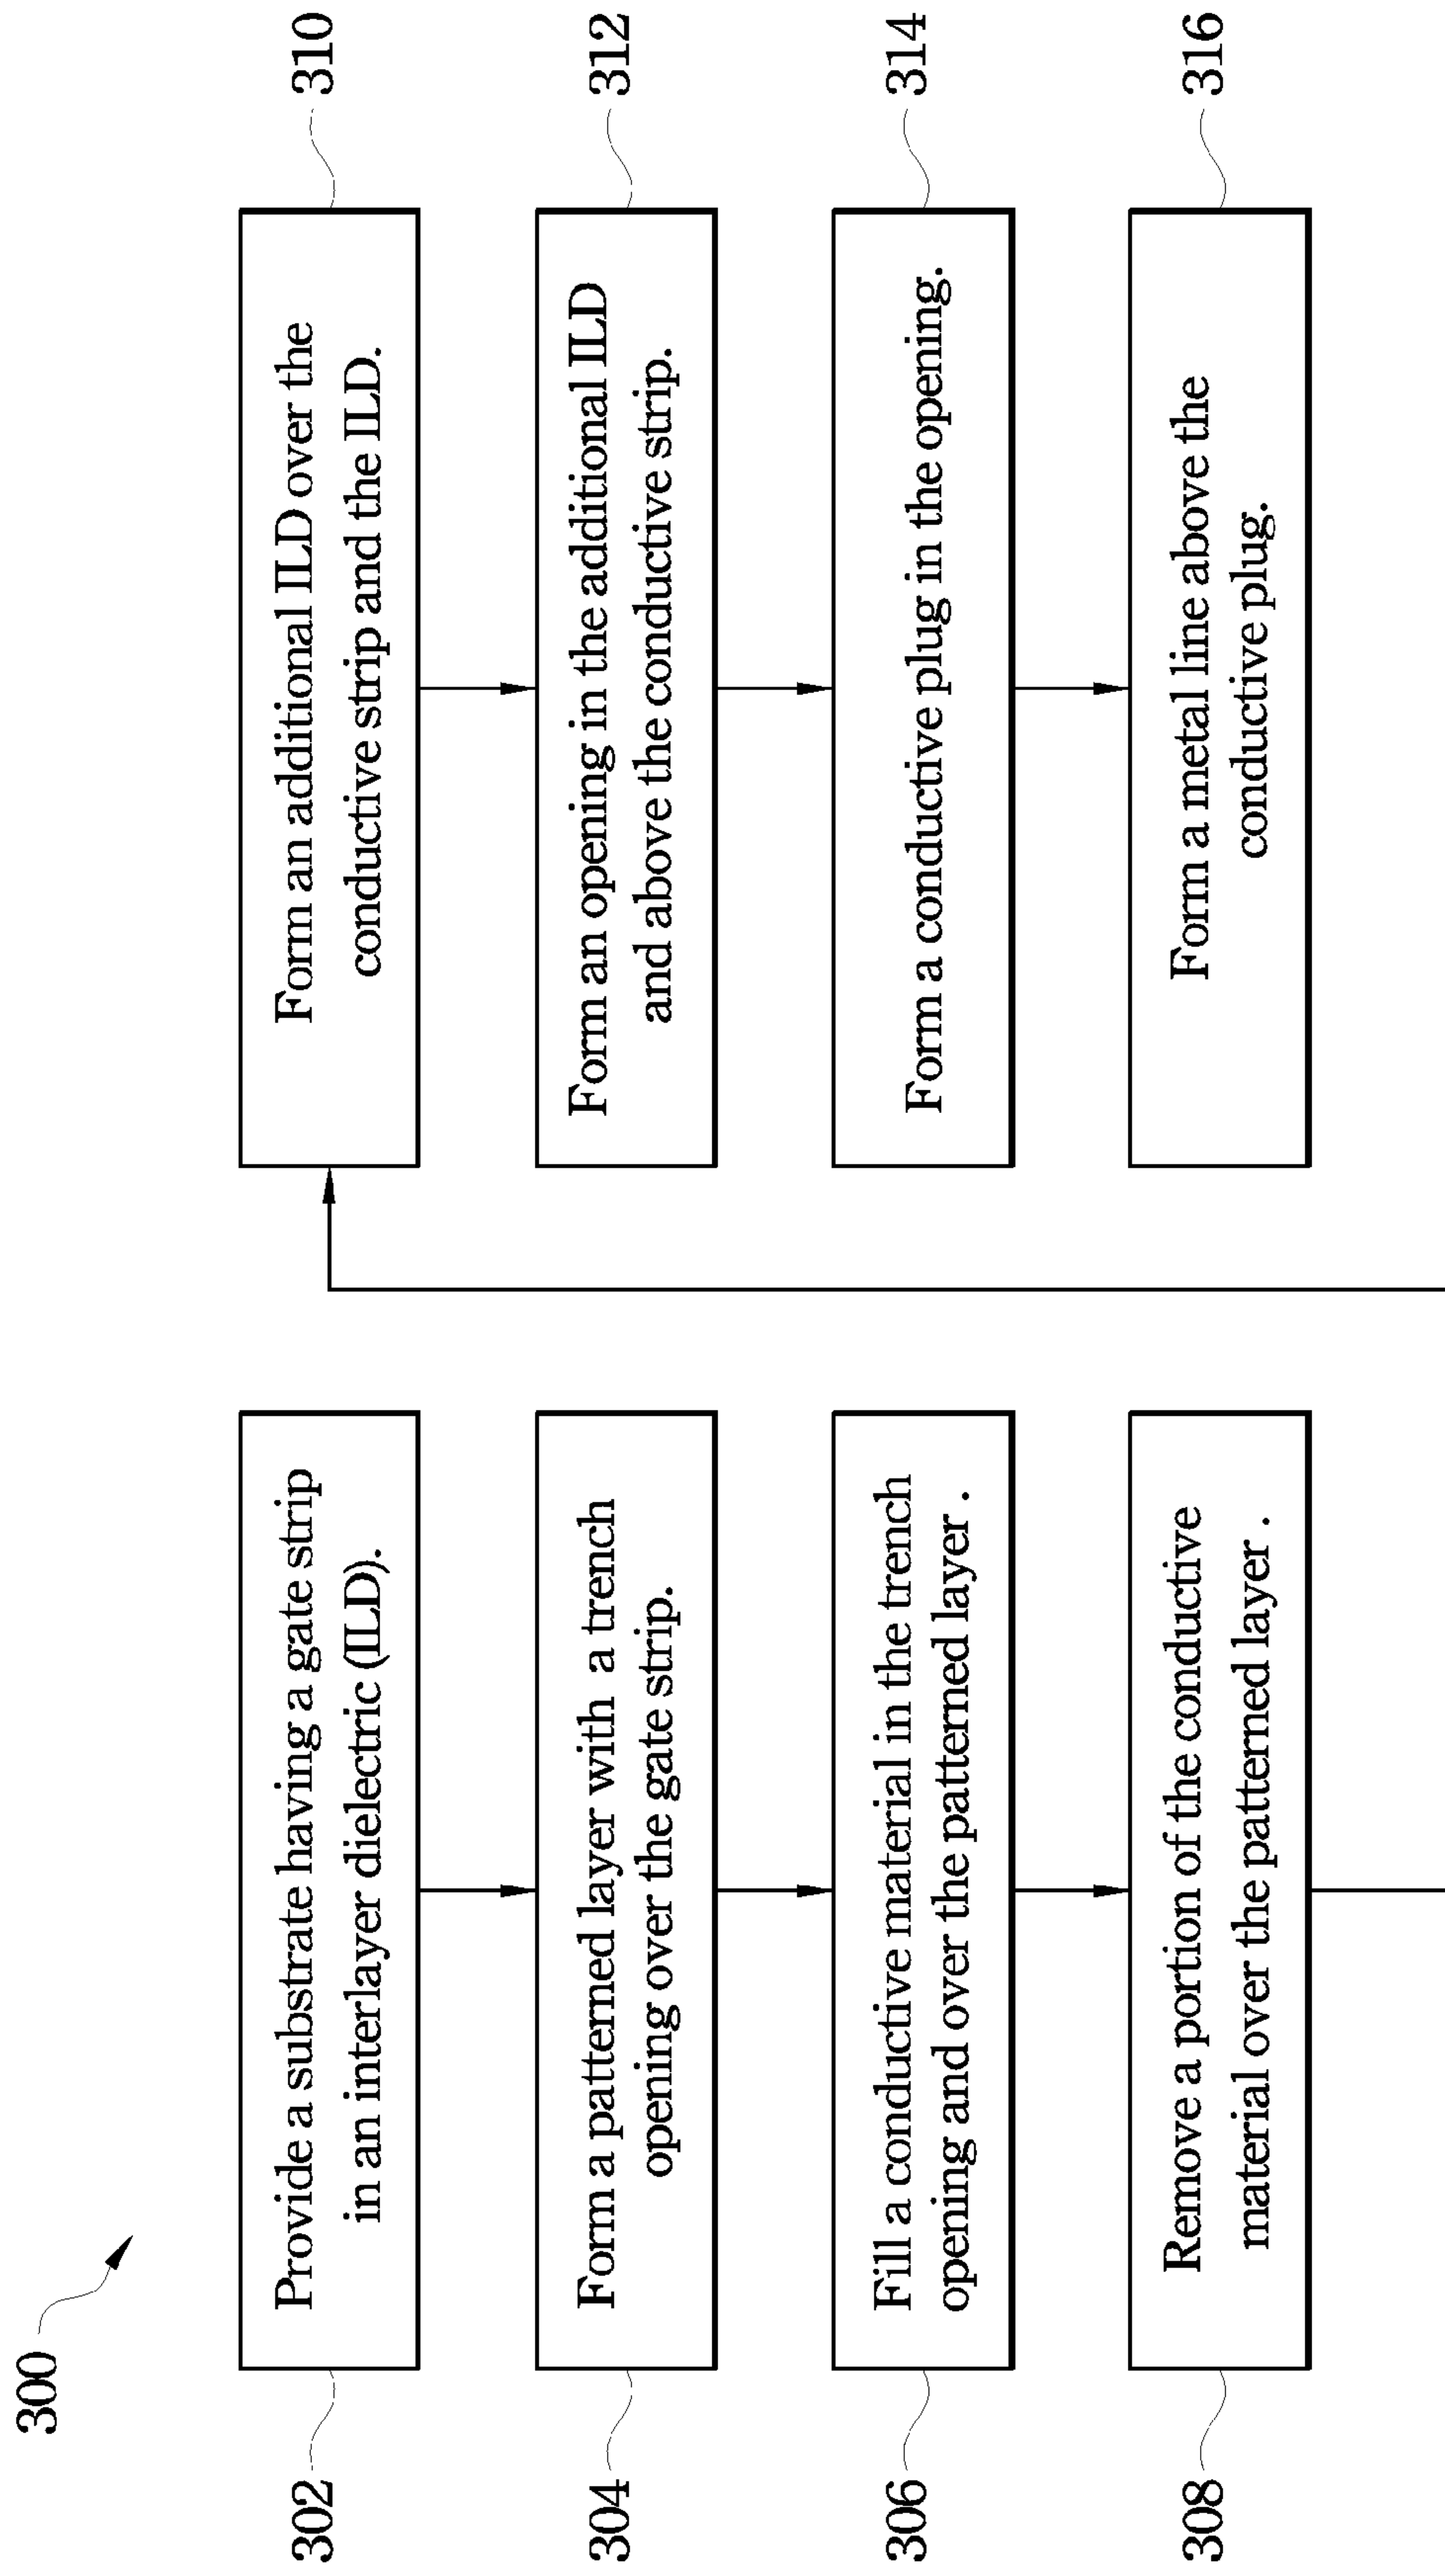 300
302
Provide a substrate having a gate strip
in an interlayer dielectric (ILD).
304
Form a patterned layer with a trench
opening over the gate strip.
306
Fill a conductive material in the trench
opening and over the patterned layer .
308
Remove a portion of the conductive
material over the patterned layer .
310
Form an additional ILD over the
conductive strip and the ILD.
312
Form an opening in the additional ILD
and above the conductive strip.
314
Form a conductive plug in the opening.
316
Form a metal line above the
conductive plug.